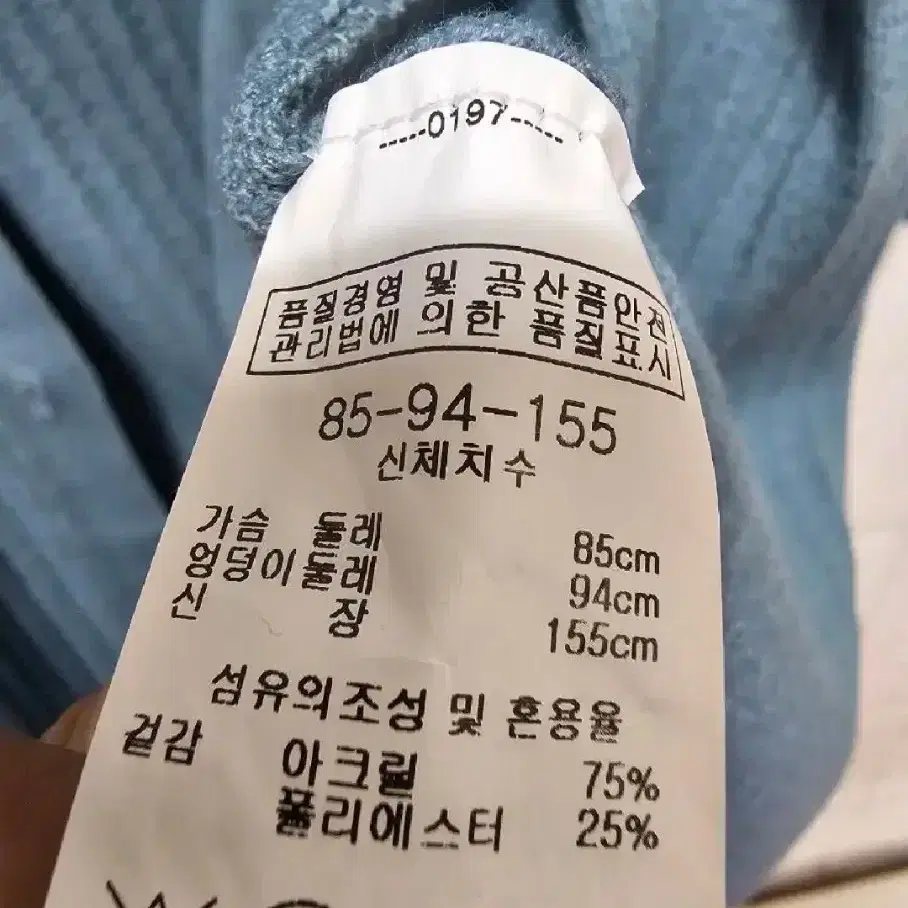 -----0197-----
품질경영 및 공산품안전
관리법에 의한 품질표시
85-94-155
신체치수
가슴 둘레 85cm
엉덩이둘레 94cm
신 장 155cm
섬유의조성 및 혼용율
겉감 아크릴 75%
폴리에스터 25%